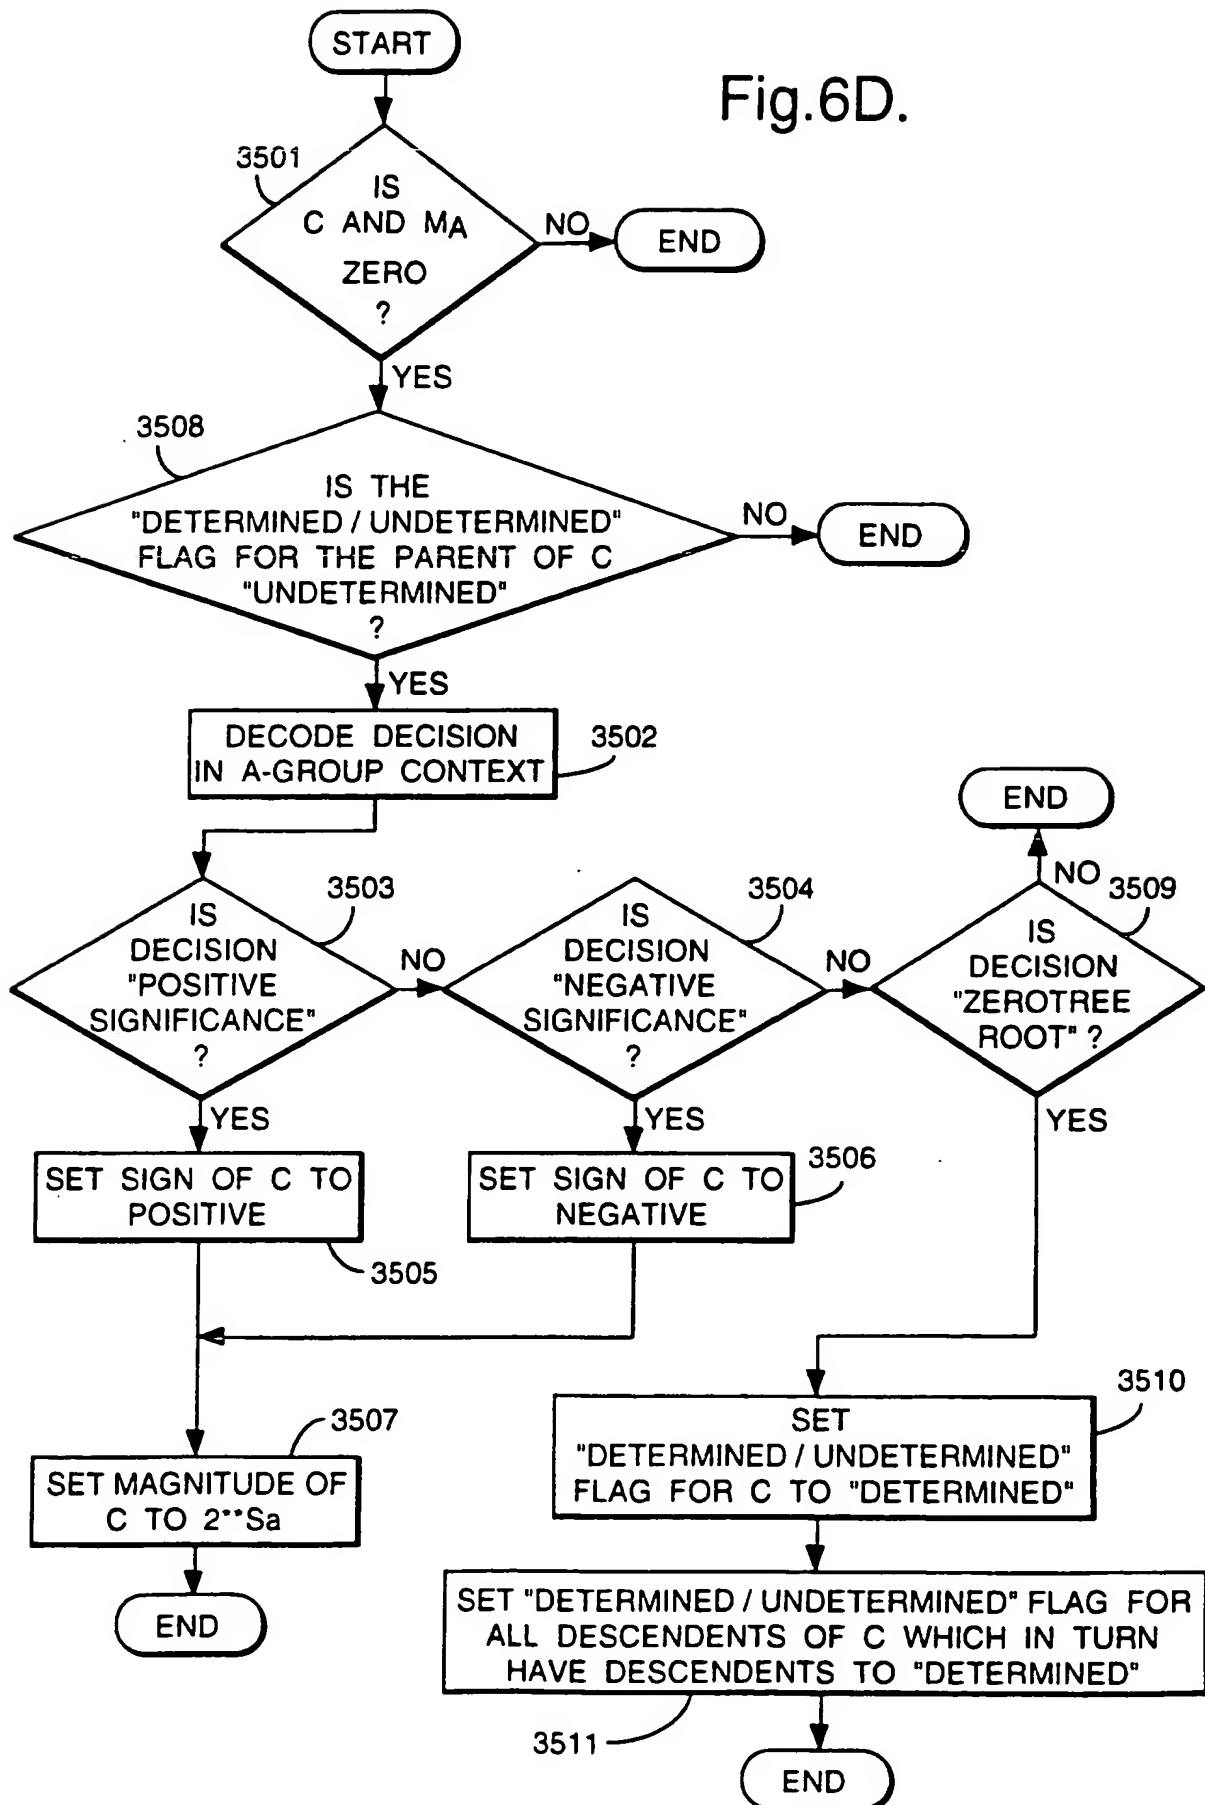 START
Fig.6D.
3501
IS
C AND MA
ZERO
?
NO
END
YES
3508
IS THE
"DETERMINED / UNDETERMINED"
FLAG FOR THE PARENT OF C
"UNDETERMINED"
?
NO
END
YES
DECODE DECISION
IN A-GROUP CONTEXT
3502
END
NO
3503
IS
DECISION
"POSITIVE
SIGNIFICANCE"
?
NO
3504
IS
DECISION
"NEGATIVE
SIGNIFICANCE"
?
NO
3509
IS
DECISION
"ZEROTREE
ROOT" ?
YES
YES
YES
SET SIGN OF C TO
POSITIVE
3505
SET SIGN OF C TO
NEGATIVE
3506
3507
SET MAGNITUDE OF
C TO 2**Sa
END
3510
SET
"DETERMINED / UNDETERMINED"
FLAG FOR C TO "DETERMINED"
SET "DETERMINED / UNDETERMINED" FLAG FOR
ALL DESCENDENTS OF C WHICH IN TURN
HAVE DESCENDENTS TO "DETERMINED"
3511
END